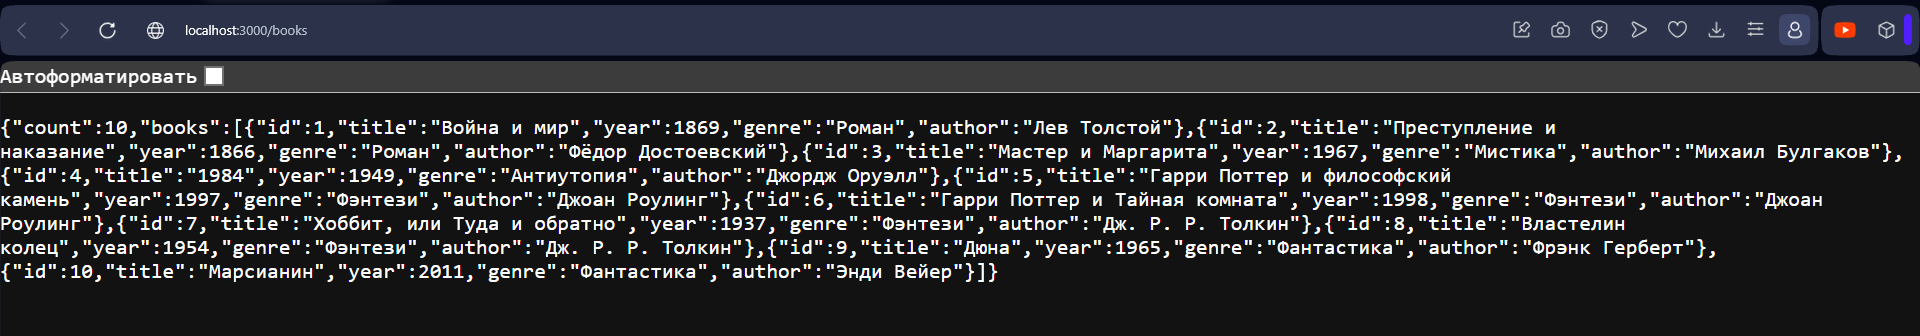 localhost:3000/books
Автоформатировать
{"count":10,"books":[{"id":1,"title":"Война и мир","year":1869,"genre":"Роман","author":"Лев Толстой"},{"id":2,"title":"Преступление и
наказание","year":1866,"genre":"Роман","author":"Фёдор Достоевский"},{"id":3,"title":"Мастер и Маргарита","year":1967,"genre":"Мистика","author":"Михаил Булгаков"},
{"id":4,"title":"1984","year":1949,"genre":"Антиутопия","author":"Джордж Оруэлл"},{"id":5,"title":"Гарри Поттер и философский
камень","year":1997,"genre":"Фэнтези","author":"Джоан Роулинг"},{"id":6,"title":"Гарри Поттер и Тайная комната","year":1998,"genre":"Фэнтези","author":"Джоан
Роулинг"},{"id":7,"title":"Хоббит, или Туда и обратно","year":1937,"genre":"Фэнтези","author":"Дж. Р. Р. Толкин"},{"id":8,"title":"Властелин
колец","year":1954,"genre":"Фэнтези","author":"Дж. Р. Р. Толкин"},{"id":9,"title":"Дюна","year":1965,"genre":"Фантастика","author":"Фрэнк Герберт"},
{"id":10,"title":"Марсианин","year":2011,"genre":"Фантастика","author":"Энди Вейер"}]}